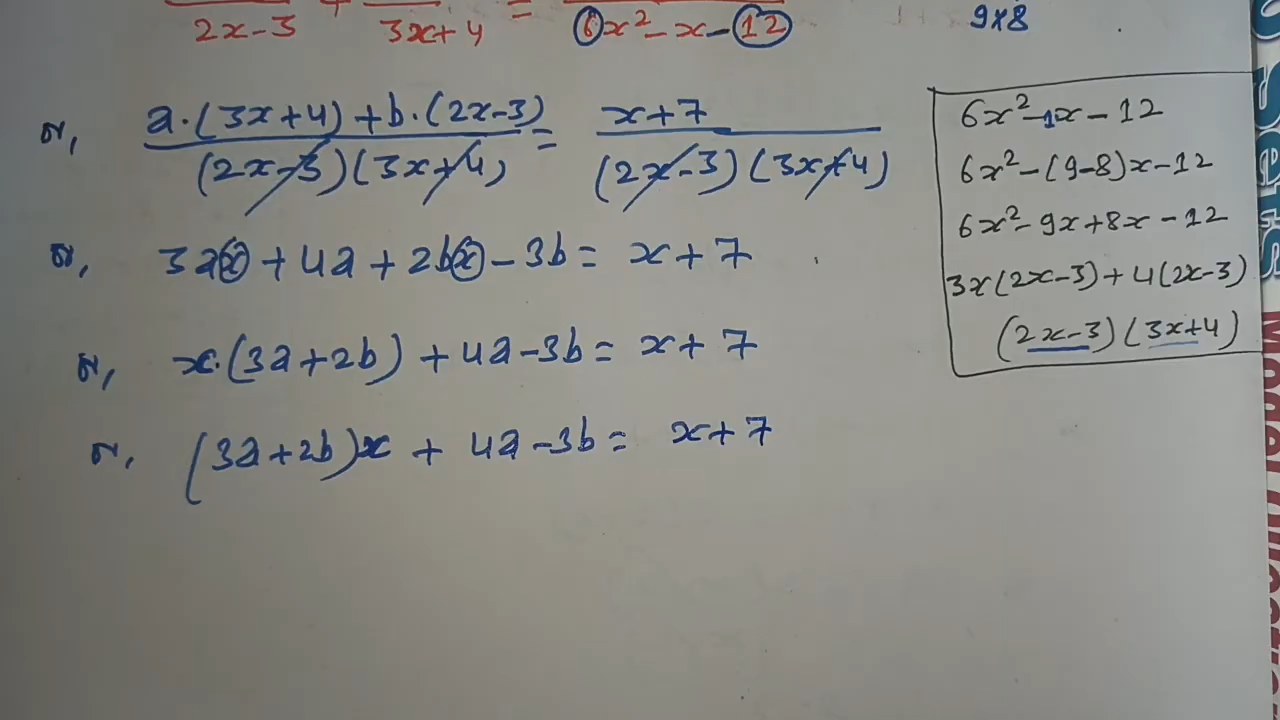 2x-3 + 3x+4 = 6x²-x-12
9×8
or, a.(3x+4)+b.(2x-3) = x+7
(2x-3)(3x+4) (2x-3)(3x+4)
or, 3ax+4a+2bx-3b= x+7
or, x.(3a+2b)+4a-3b= x+7
or, (3a+2b)x + 4a-3b= x+7
6x²-1x-12
6x²-(9-8)x-12
6x²-9x+8x-12
3x(2x-3)+4(2x-3)
(2x-3)(3x+4)
Sets
Model